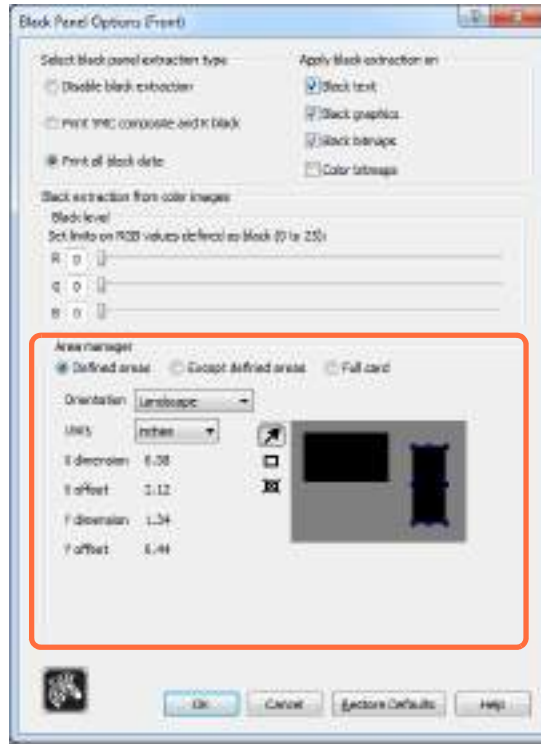 Black Panel Options (Front)
Select black panel extraction type
Disable black extraction
Print YMC composite and K black
Print all black data
Apply black extraction on
Black text
Black graphics
Black bitmaps
Color bitmaps
Black extraction from color images
Black level
Set limits on RGB values defined as black (0 to 25):
R 0
G 0
B 0
Area manager
Defined areas Except defined areas Full card
Orientation Landscape
Units Inches
X dimension 0.58
X offset
Y dimension 1.34
Y offset 0.44
OK Cancel Restore Defaults Help